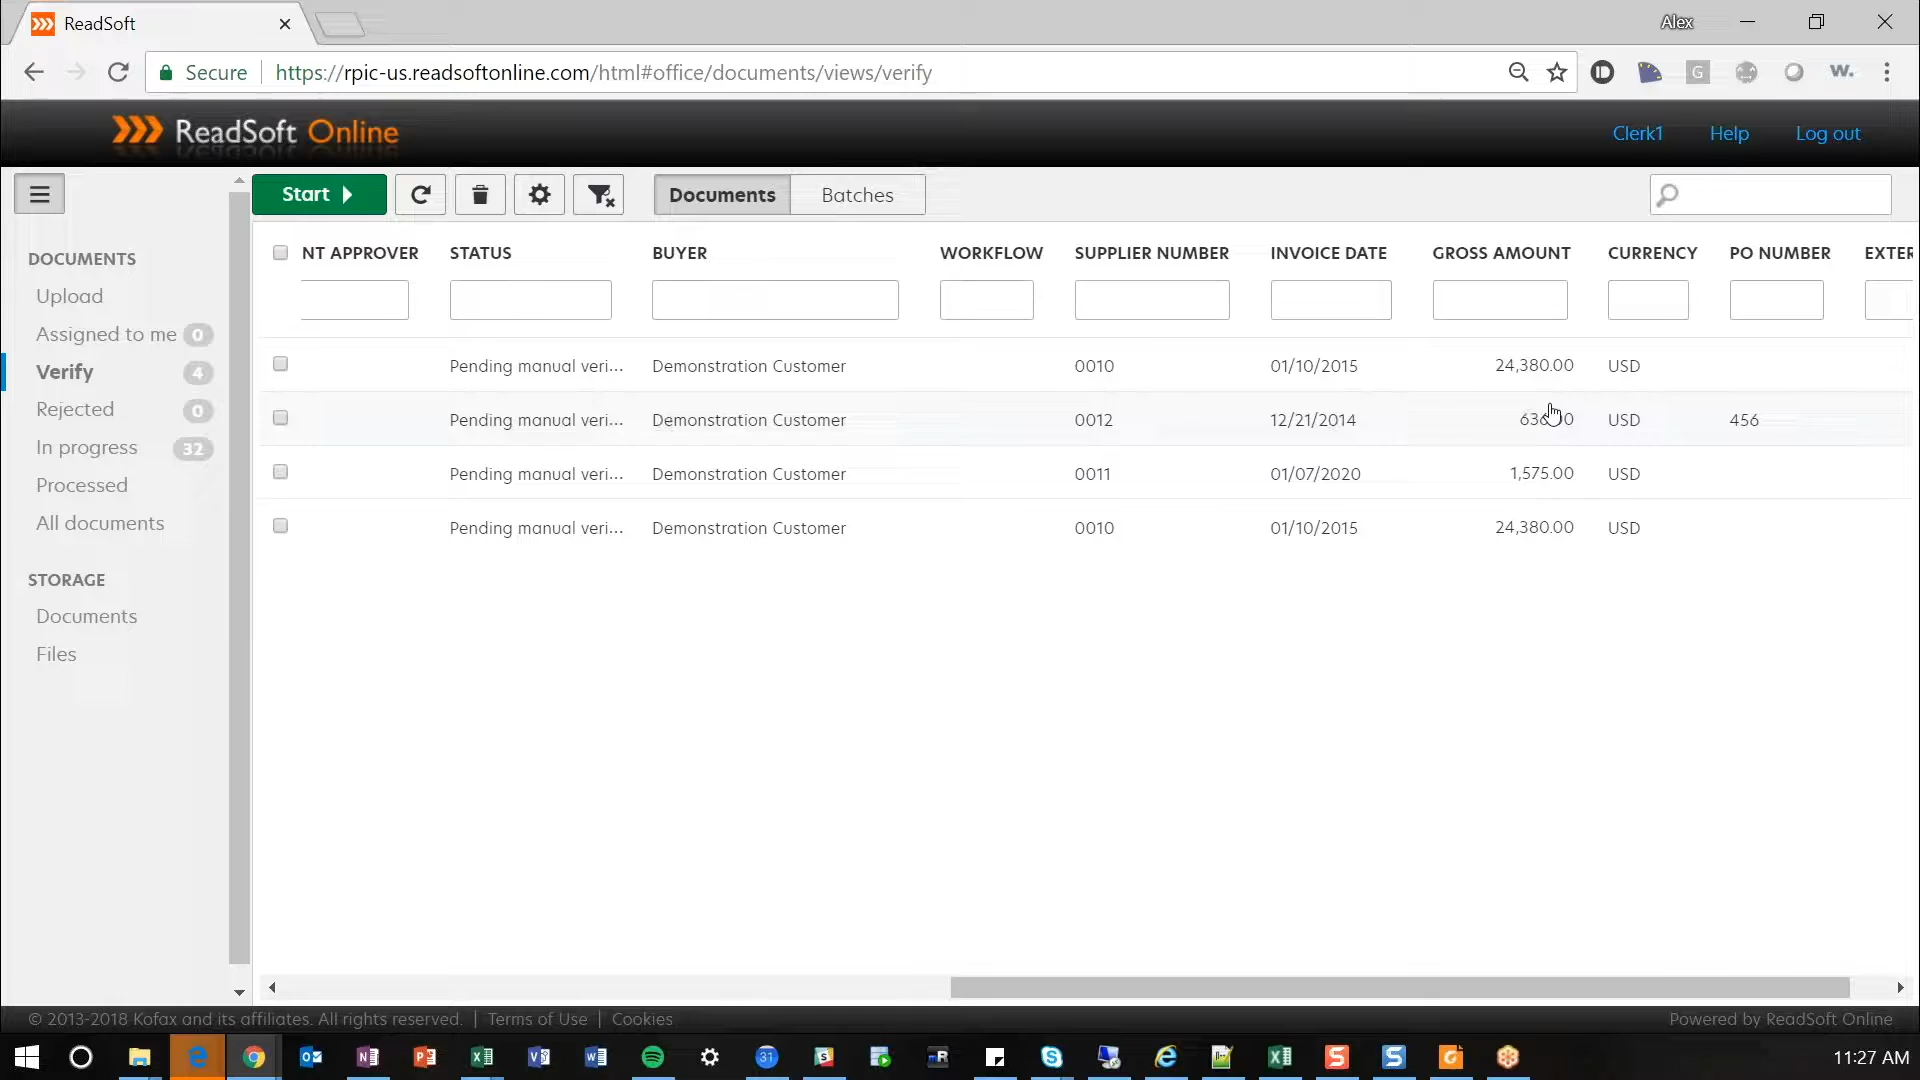 ReadSoft
Alex
Secure
https://rpic-us.readsoftonline.com/html#office/documents/views/verify
G
w.
ReadSoft Online
Clerk1
Help
Log out
Start
Documents
Batches
DOCUMENTS
Upload
Assigned to me 0
Verify 4
Rejected 0
In progress 32
Processed
All documents
STORAGE
Documents
Files
NT APPROVER STATUS BUYER WORKFLOW SUPPLIER NUMBER INVOICE DATE GROSS AMOUNT CURRENCY PO NUMBER EXTER
Pending manual veri... Demonstration Customer 0010 01/10/2015 24,380.00 USD
Pending manual veri... Demonstration Customer 0012 12/21/2014 USD 456
Pending manual veri... Demonstration Customer 0011 01/07/2020 1,575.00 USD
Pending manual veri... Demonstration Customer 0010 01/10/2015 24,380.00 USD
© 2013-2018 Kofax and its affiliates. All rights reserved. | Terms of Use | Cookies
Powered by ReadSoft Online
31
11:27 AM